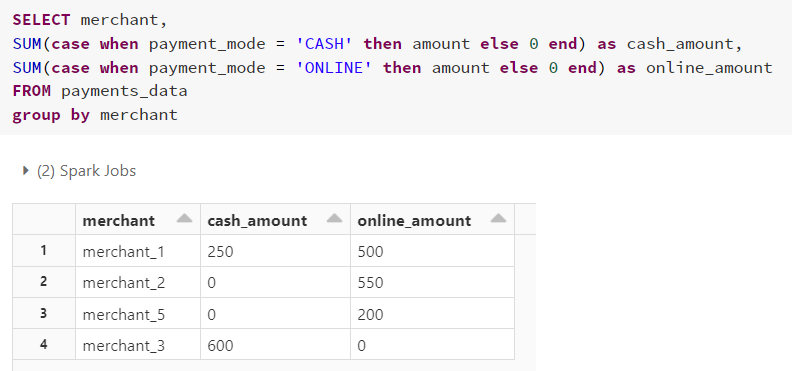 SELECT merchant,
SUM(case when payment_mode = 'CASH' then amount else 0 end) as cash_amount,
SUM(case when payment_mode = 'ONLINE' then amount else 0 end) as online_amount
FROM payments_data
group by merchant
(2) Spark Jobs
merchant cash_amount online_amount
1 merchant_1 250 500
2 merchant_2 0 550
3 merchant_5 0 200
4 merchant_3 600 0